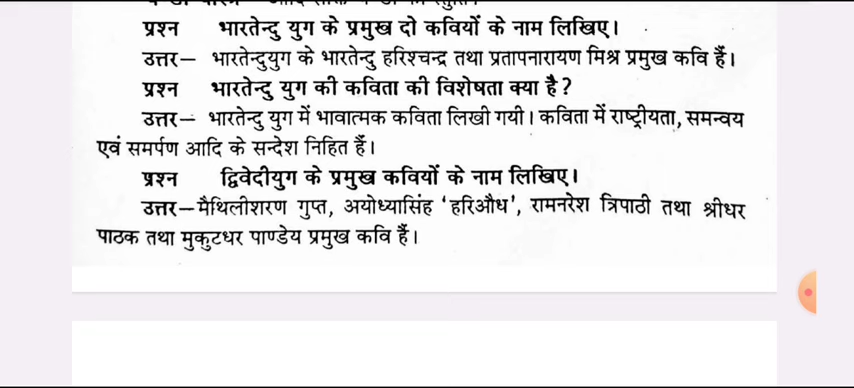 प्रश्न भारतेन्दु युग के प्रमुख दो कवियों के नाम लिखिए।
उत्तर– भारतेन्दुयुग के भारतेन्दु हरिश्चन्द्र तथा प्रतापनारायण मिश्र प्रमुख कवि हैं।
प्रश्न भारतेन्दु युग की कविता की विशेषता क्या है?
उत्तर– भारतेन्दु युग में भावात्मक कविता लिखी गयी। कविता में राष्ट्रीयता, समन्वय
एवं समर्पण आदि के सन्देश निहित हैं।
प्रश्न द्विवेदीयुग के प्रमुख कवियों के नाम लिखिए।
उत्तर–मैथिलीशरण गुप्त, अयोध्यासिंह ‘हरिऔध’, रामनरेश त्रिपाठी तथा श्रीधर
पाठक तथा मुकुटधर पाण्डेय प्रमुख कवि हैं।